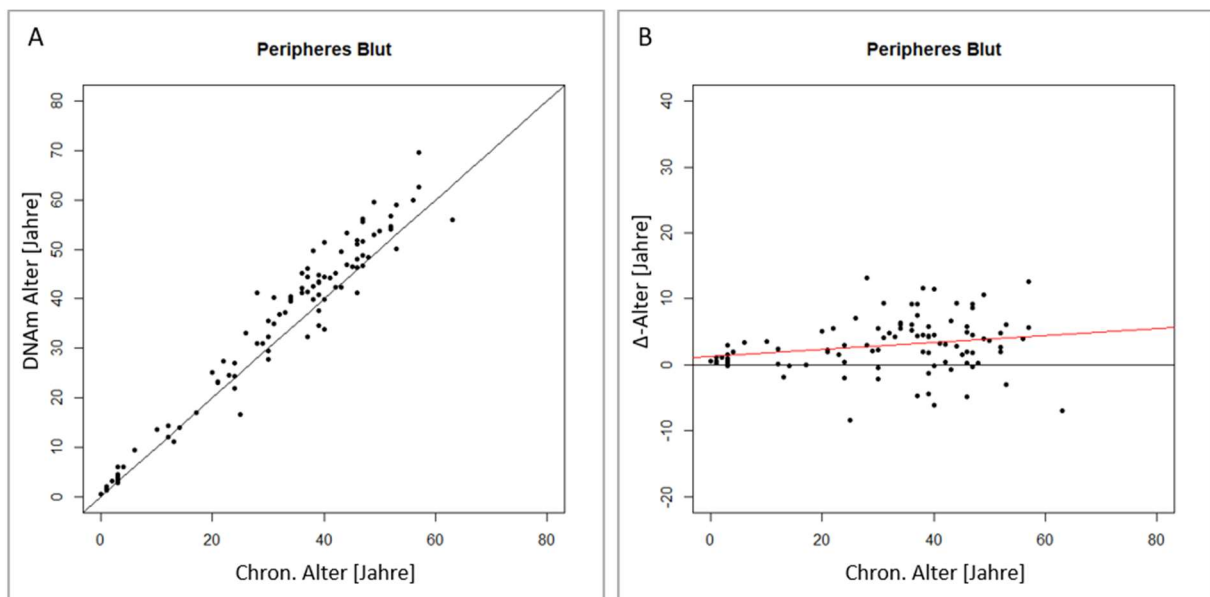 A
Peripheres Blut
DNAm Alter [Jahre]
80
70
60
50
40
30
20
10
0
0 20 40 60 80
Chron. Alter [Jahre]
B
Peripheres Blut
Δ-Alter [Jahre]
40
30
20
10
0
-10
-20
0 20 40 60 80
Chron. Alter [Jahre]